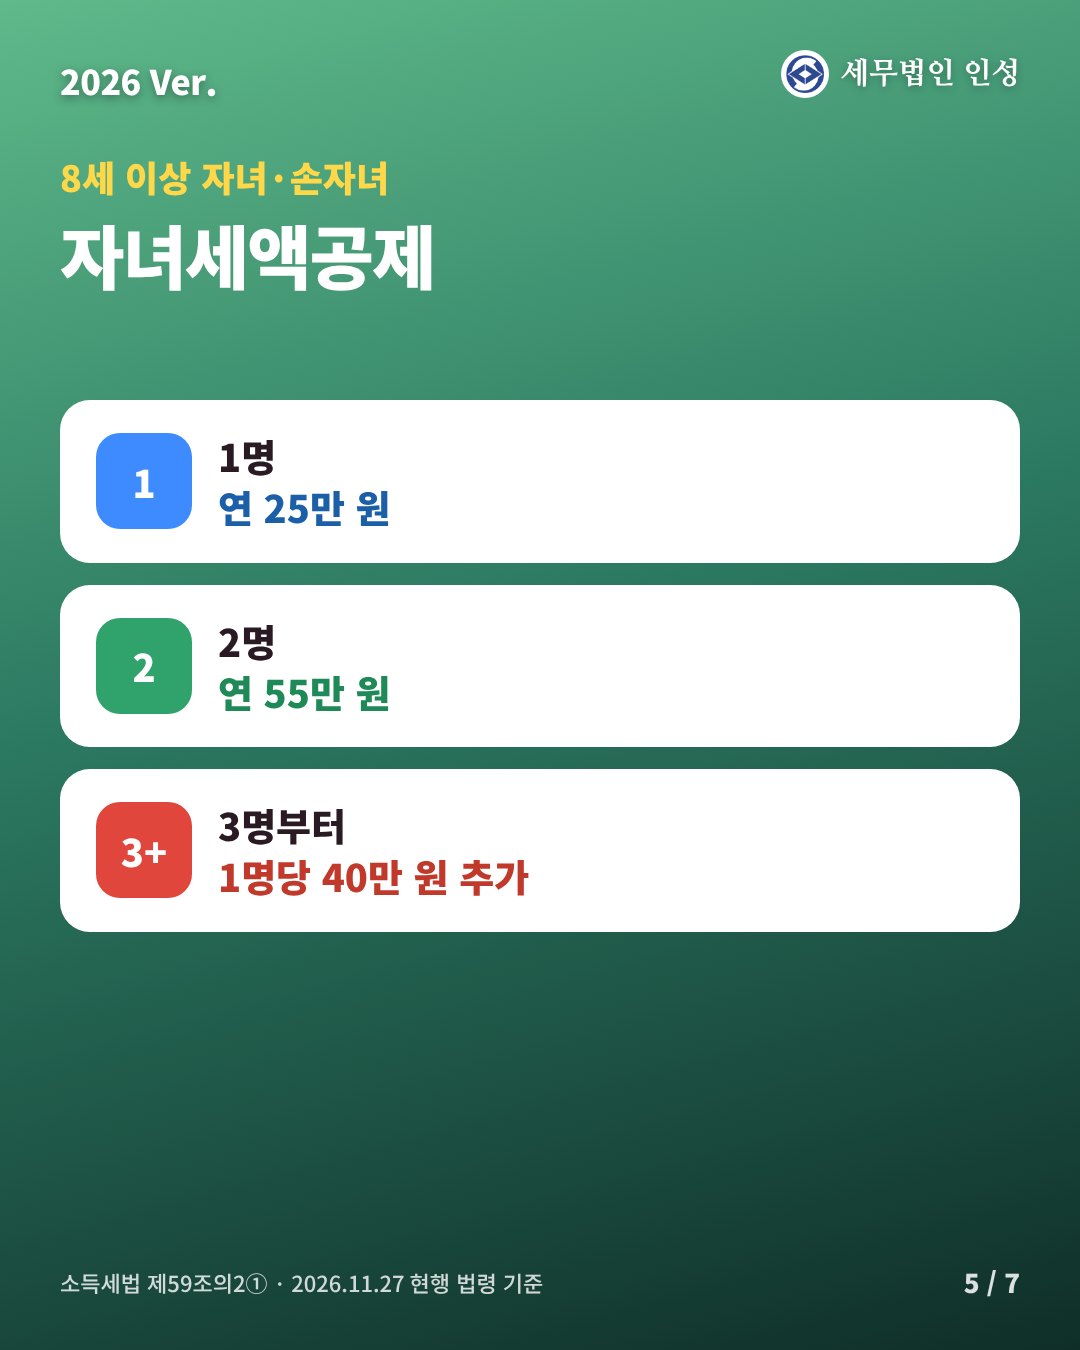 2026 Ver.
세무법인 인성
8세 이상 자녀·손자녀
자녀세액공제
1
1명
연 25만 원
2
2명
연 55만 원
3+
3명부터
1명당 40만 원 추가
소득세법 제59조의2① · 2026.11.27 현행 법령 기준
5 / 7